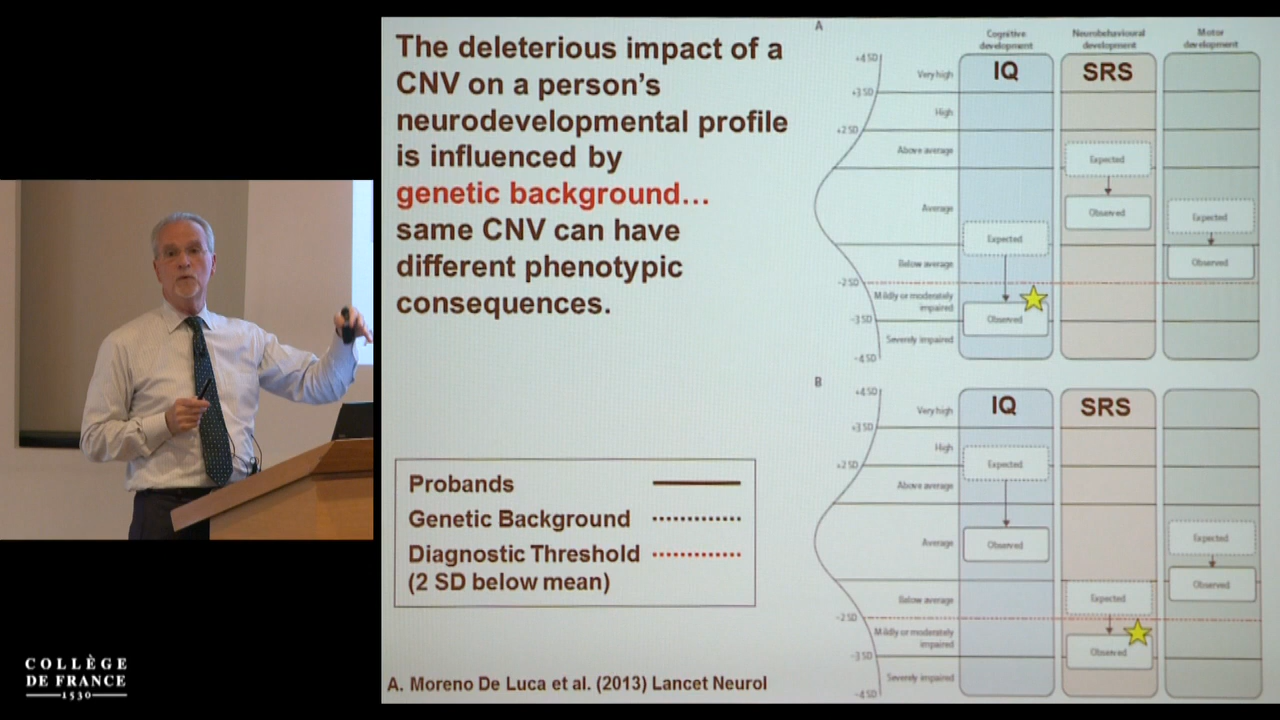 The deleterious impact of a
CNV on a person's
neurodevelopmental profile
is influenced by
genetic background...
same CNV can have
different phenotypic
consequences.
Probands
Genetic Background
Diagnostic Threshold
(2 SD below mean)
A. Moreno De Luca et al. (2013) Lancet Neurol
A
Cognitive
development
Neurobehavioural
development
Motor
development
IQ
SRS
+4 SD
Very high
+3 SD
High
+2 SD
Above average
Expected
Average
Observed
Expected
Expected
Below average
Observed
-2 SD
Mildly or moderately
impaired
Observed
-3 SD
Severely impaired
-4 SD
B
+4 SD
IQ
SRS
Very high
+3 SD
High
Expected
+2 SD
Above average
Average
Observed
Expected
Observed
Below average
Expected
-2 SD
Mildly or moderately
impaired
Observed
-3 SD
Severely impaired
-4 SD
COLLÈGE
DE FRANCE
1530